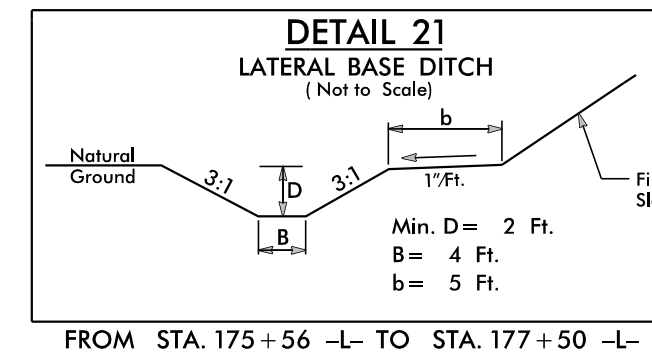 DETAIL 21
LATERAL BASE DITCH
( Not to Scale)
b
Natural
Ground
3:1
D
3:1
1"/Ft.
B
Min. D = 2 Ft.
B = 4 Ft.
b = 5 Ft.
FROM STA. 175+56 -L- TO STA. 177+50 -L-